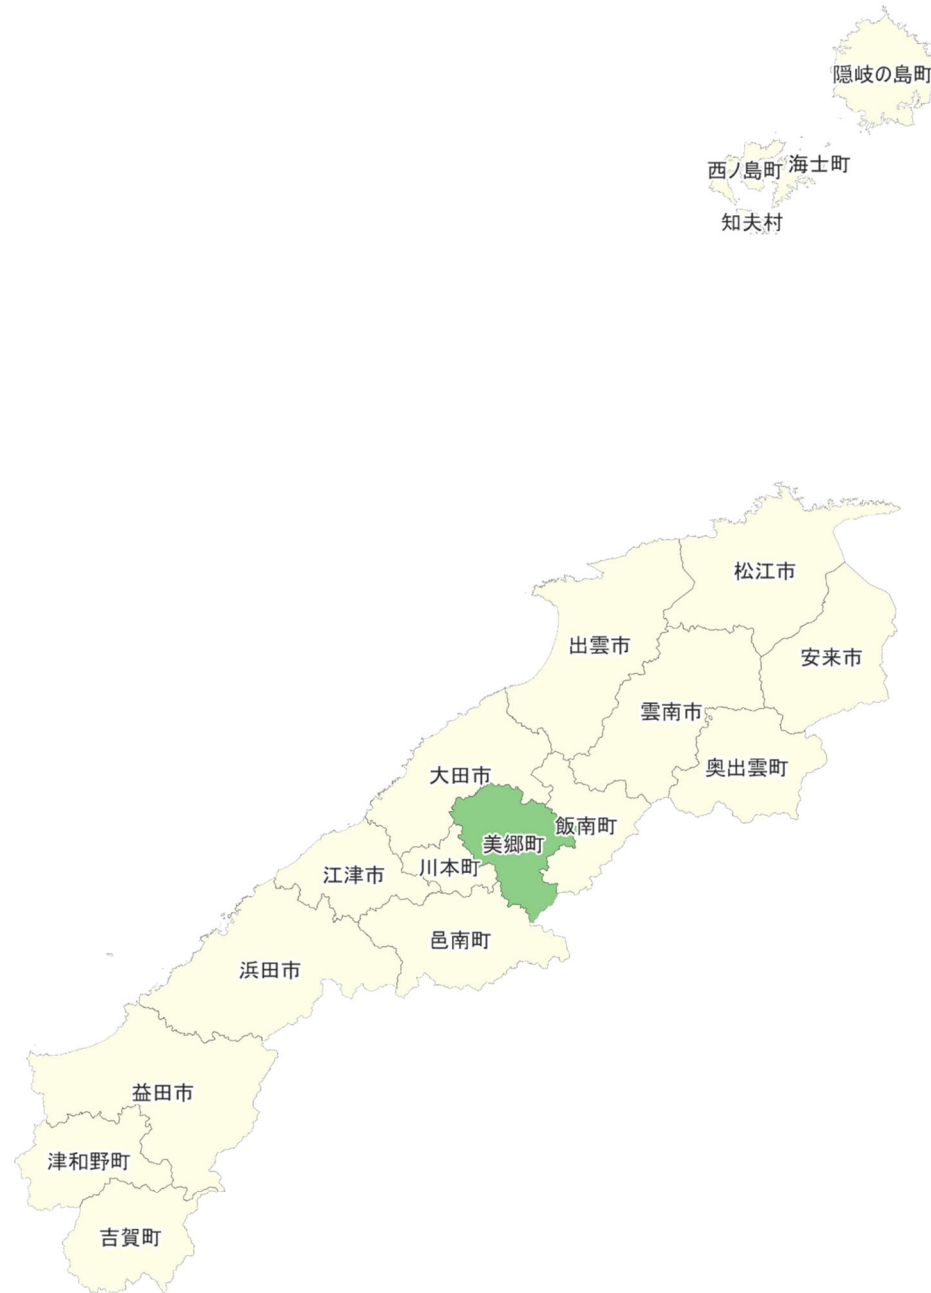 隠岐の島町
海士町
西ノ島町
知夫村
松江市
出雲市
安来市
雲南市
奥出雲町
大田市
飯南町
美郷町
川本町
江津市
邑南町
浜田市
益田市
津和野町
吉賀町